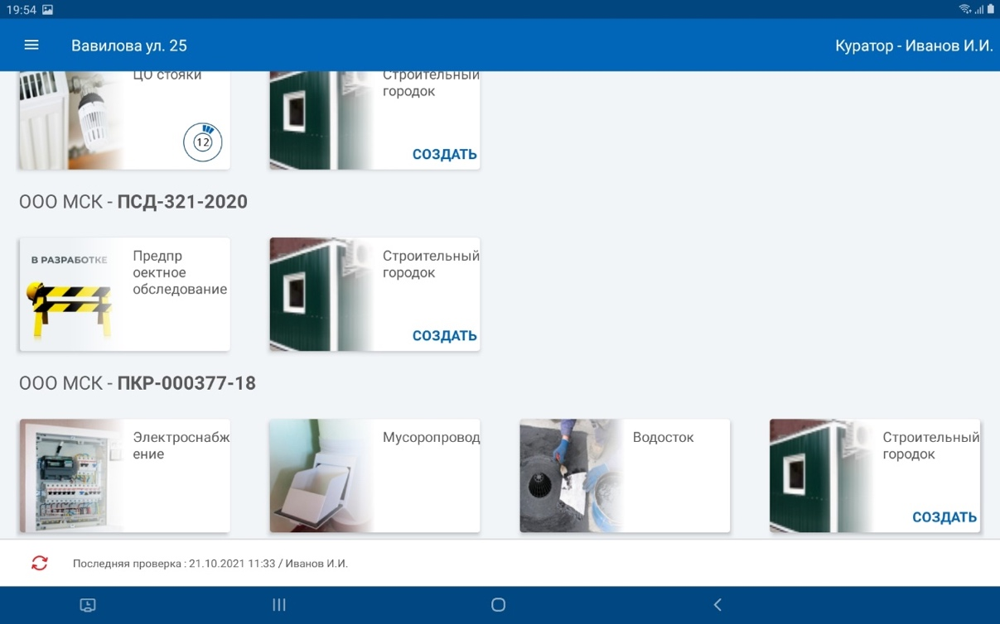 19:54
Вавилова ул. 25
Куратор - Иванов И.И.
ЦО стояки
12
Строительный
городок
СОЗДАТЬ
ООО МСК - ПСД-321-2020
В РАЗРАБОТКЕ
Предпр
оектное
обследование
Строительный
городок
СОЗДАТЬ
ООО МСК - ПКР-000377-18
Электроснабж
ение
Мусоропровод
Водосток
Строительный
городок
СОЗДАТЬ
Последняя проверка : 21.10.2021 11:33 / Иванов И.И.